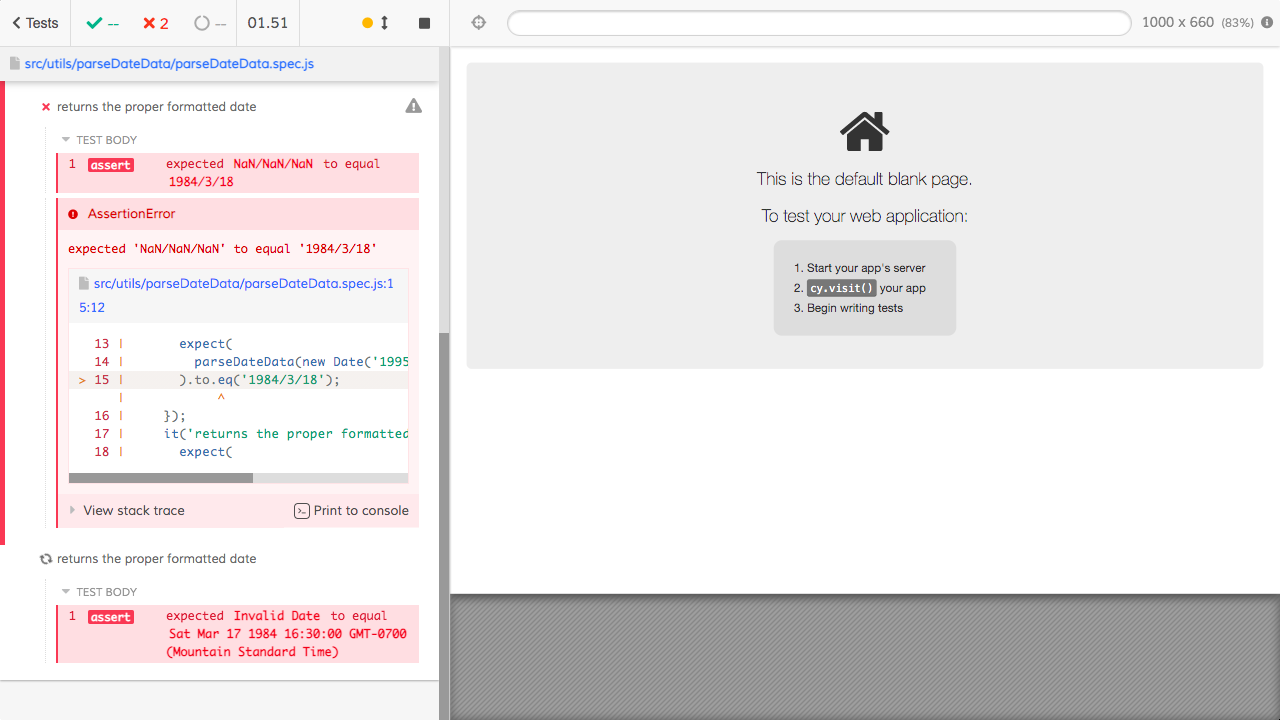 Tests
--
2
--
01.51
1000 x 660 (83%)
src/utils/parseDateData/parseDateData.spec.js
returns the proper formatted date
TEST BODY
1 assert expected NaN/NaN/NaN to equal
1984/3/18
AssertionError
expected 'NaN/NaN/NaN' to equal '1984/3/18'
src/utils/parseDateData/parseDateData.spec.js:1
5:12
13 | expect(
14 | parseDateData(new Date('1995
> 15 | ).to.eq('1984/3/18');
| ^
16 | });
17 | it('returns the proper formatted
18 | expect(
View stack trace
Print to console
returns the proper formatted date
TEST BODY
1 assert expected Invalid Date to equal
Sat Mar 17 1984 16:30:00 GMT-0700
(Mountain Standard Time)
This is the default blank page.
To test your web application:
1. Start your app's server
2. cy.visit() your app
3. Begin writing tests